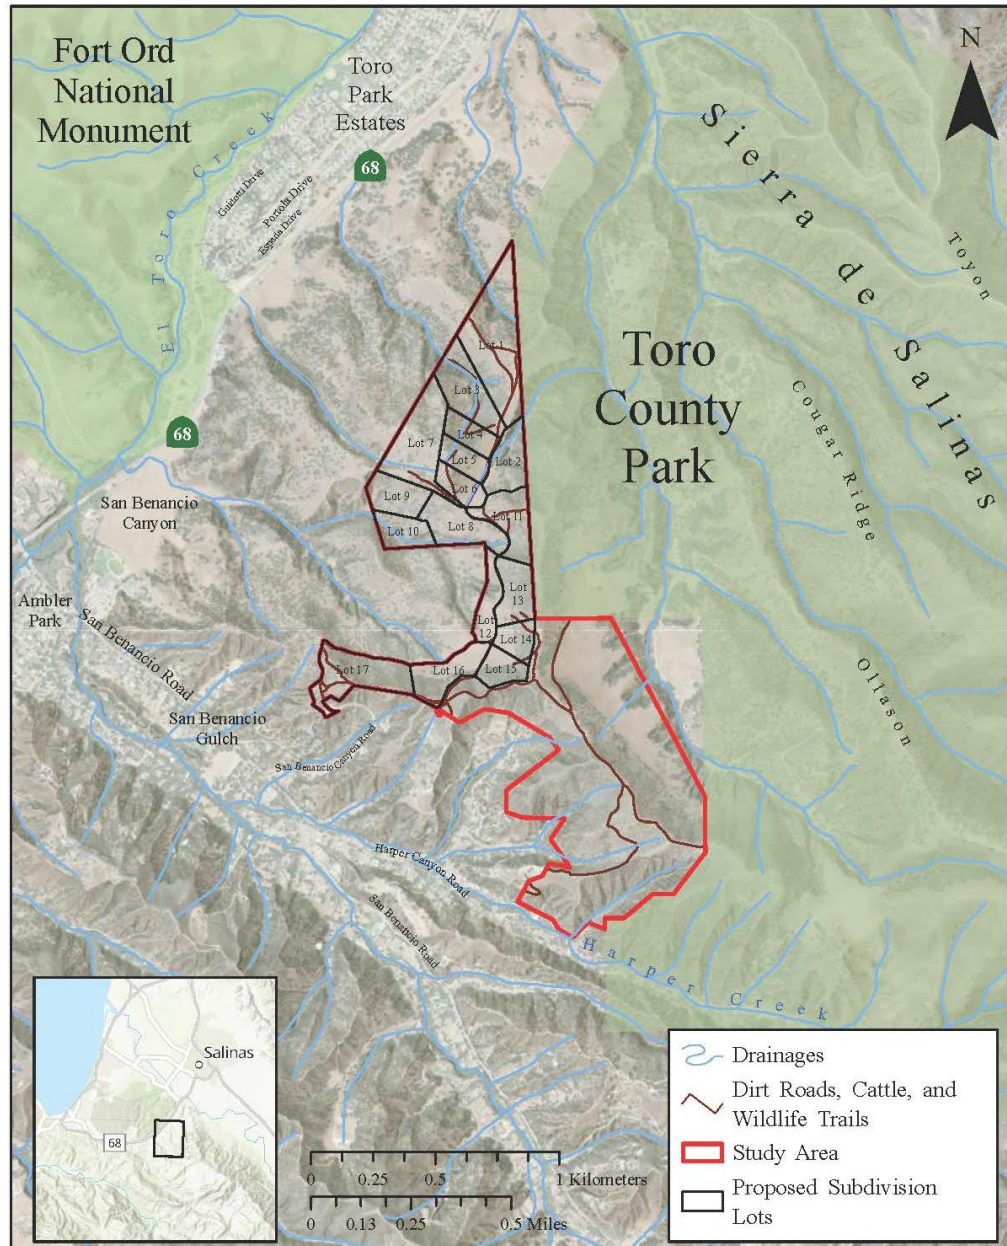 Fort Ord
National
Monument
Toro
Park
Estates
N
68
El Toro Creek
Guidotti Drive
Portola Drive
Espada Drive
Sierra de Salinas
Toyon
Toro
County
Park
Cougar Ridge
Ollason
68
San Benancio
Canyon
Ambler
Park
San Benancio Road
San Benancio
Gulch
San Benancio Canyon Road
Harper Canyon Road
San Benancio Road
Harper Creek
Lot 1
Lot 3
Lot 4
Lot 7
Lot 5
Lot 2
Lot 6
Lot 9
Lot 11
Lot 8
Lot 10
Lot
13
Lot
12
Lot 14
Lot 15
Lot 16
Lot 17
Salinas
68
0 0.25 0.5 1 Kilometers
0 0.13 0.25 0.5 Miles
Drainages
Dirt Roads, Cattle, and
Wildlife Trails
Study Area
Proposed Subdivision
Lots